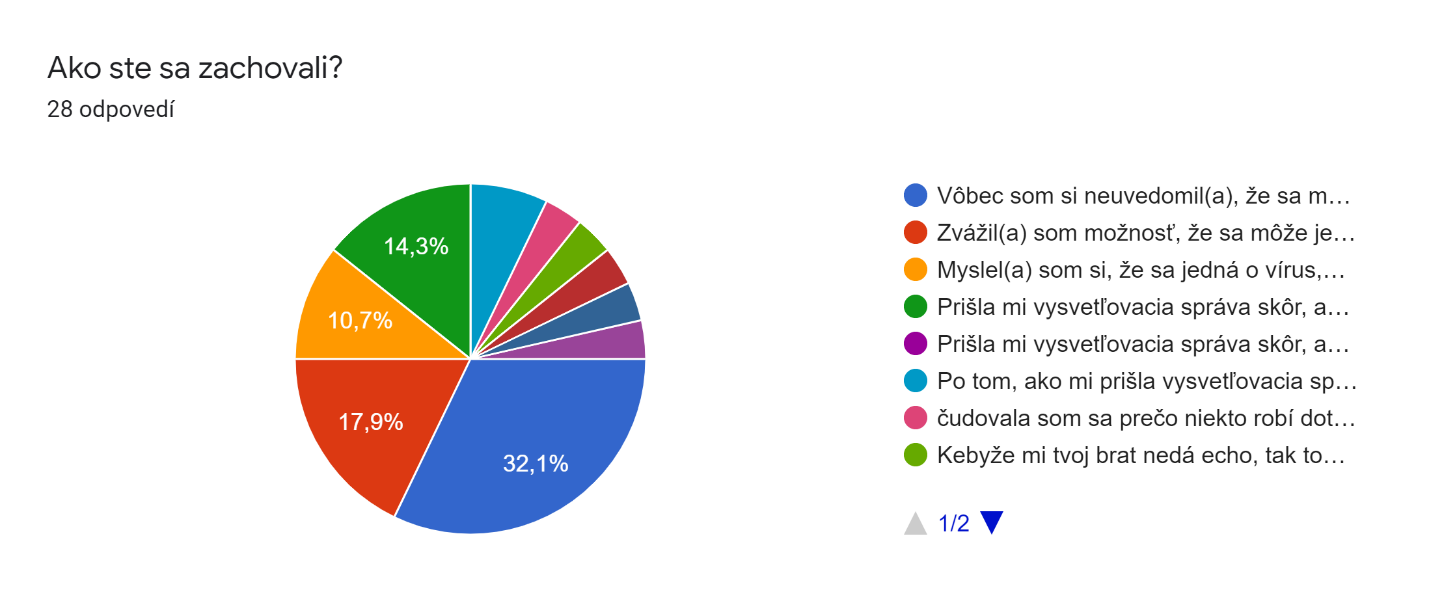 Ako ste sa zachovali?
28 odpovedí
14,3%
10,7%
17,9%
32,1%
Vôbec som si neuvedomil(a), že sa m…
Zvážil(a) som možnosť, že sa môže je…
Myslel(a) som si, že sa jedná o vírus,…
Prišla mi vysvetľovacia správa skôr, a…
Prišla mi vysvetľovacia správa skôr, a…
Po tom, ako mi prišla vysvetľovacia sp…
čudovala som sa prečo niekto robí dot…
Kebyže mi tvoj brat nedá echo, tak to…
1/2